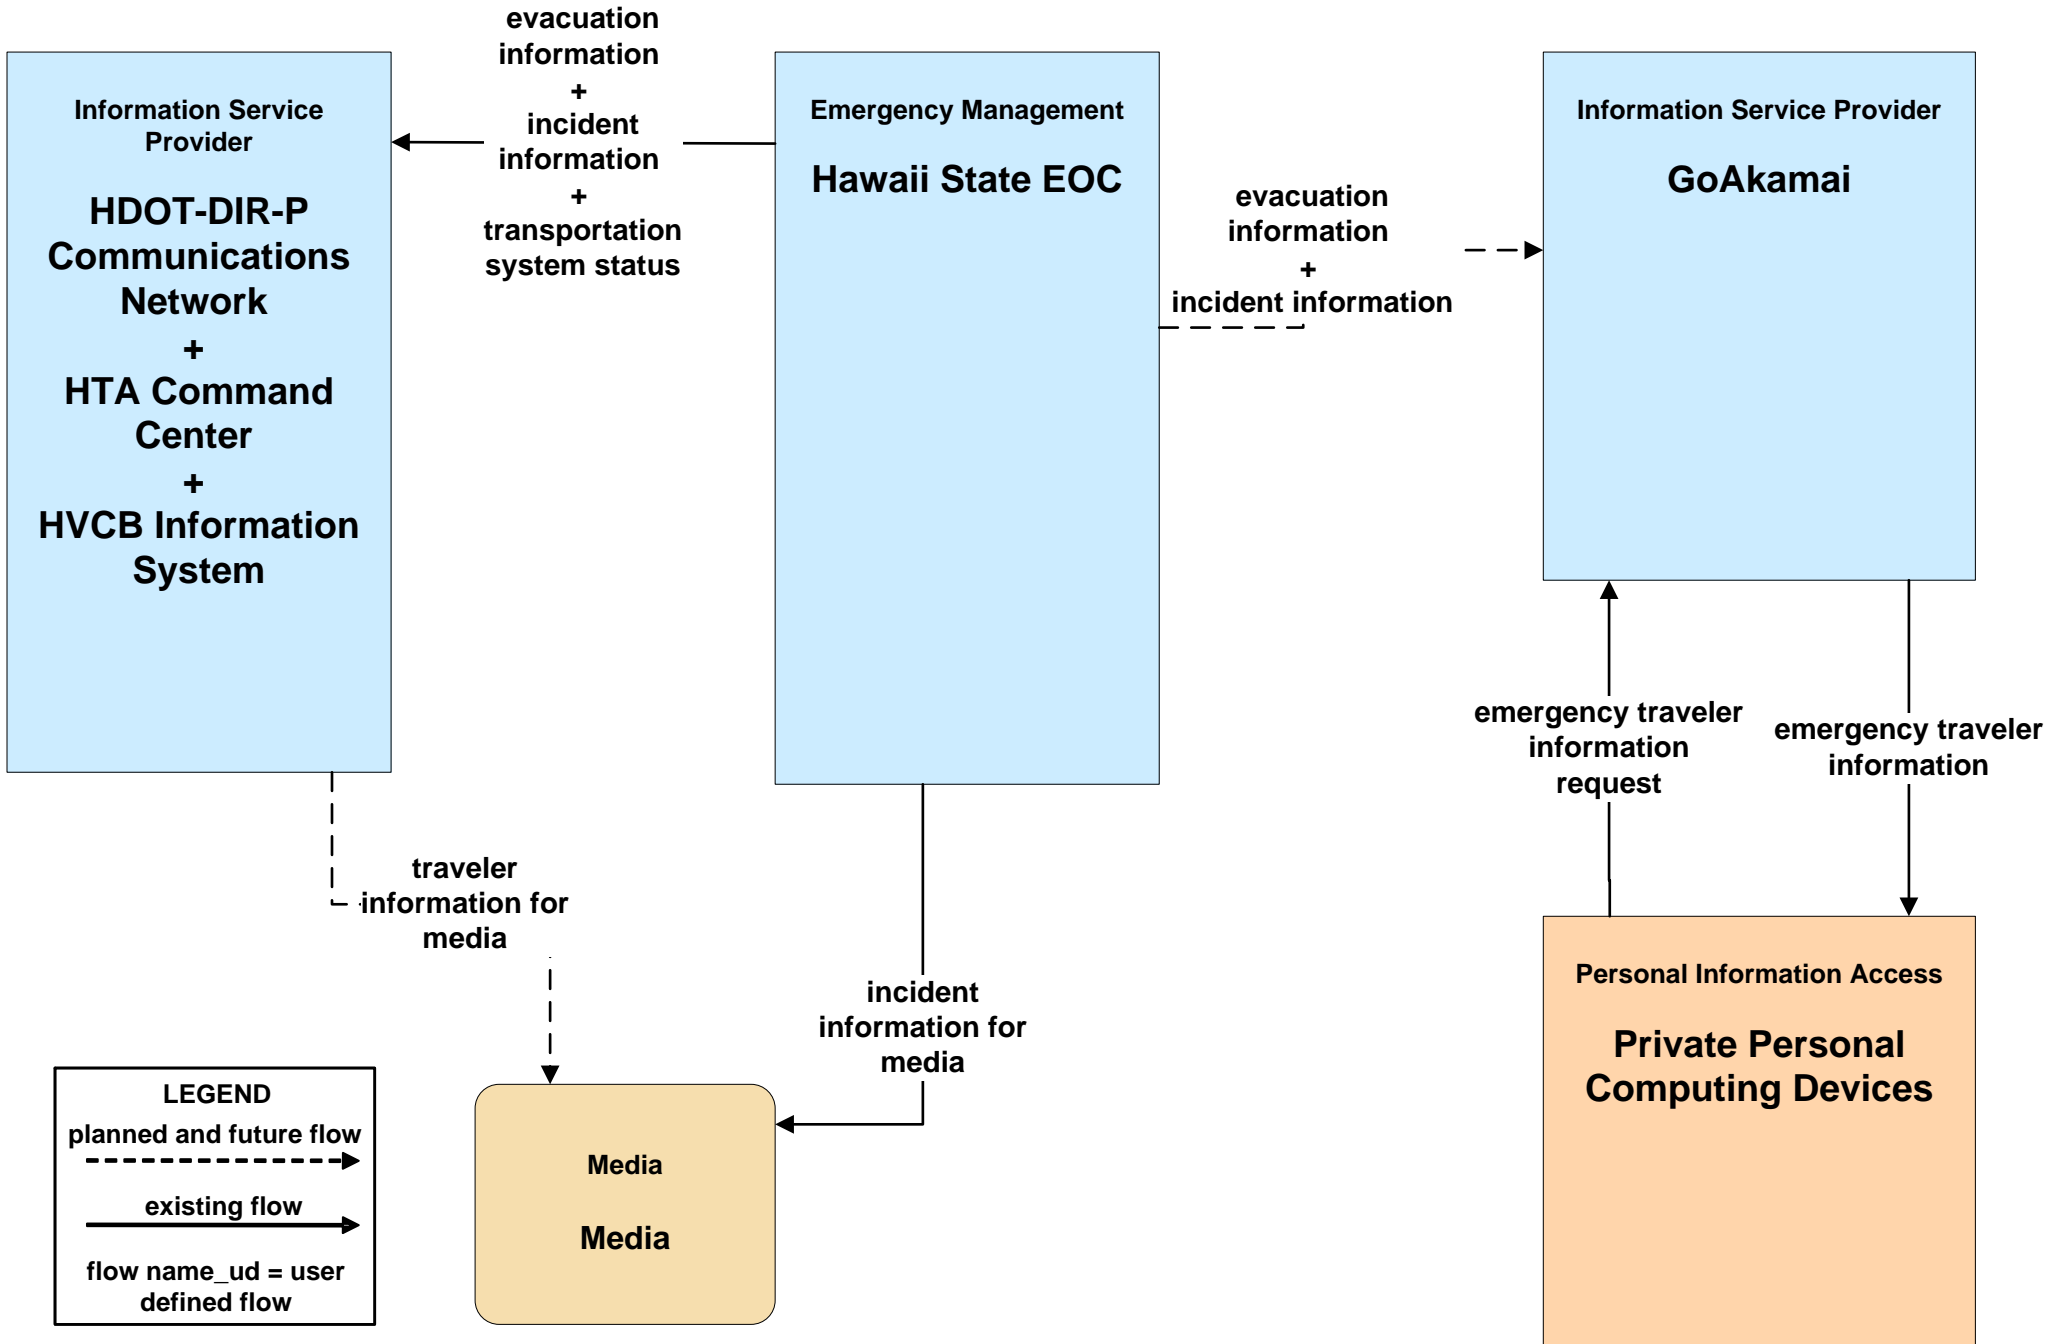 evacuation
information
+
incident
information
+
transportation
system status
Information Service
Provider
HDOT-DIR-P
Communications
Network
+
HTA Command
Center
+
HVCB Information
System
Emergency Management
Hawaii State EOC
evacuation
information
+
incident information
Information Service Provider
GoAkamai
emergency traveler
information
request
emergency traveler
information
traveler
information for
media
incident
information for
media
Personal Information Access
Private Personal
Computing Devices
LEGEND
planned and future flow
existing flow
flow name_ud = user
defined flow
Media
Media